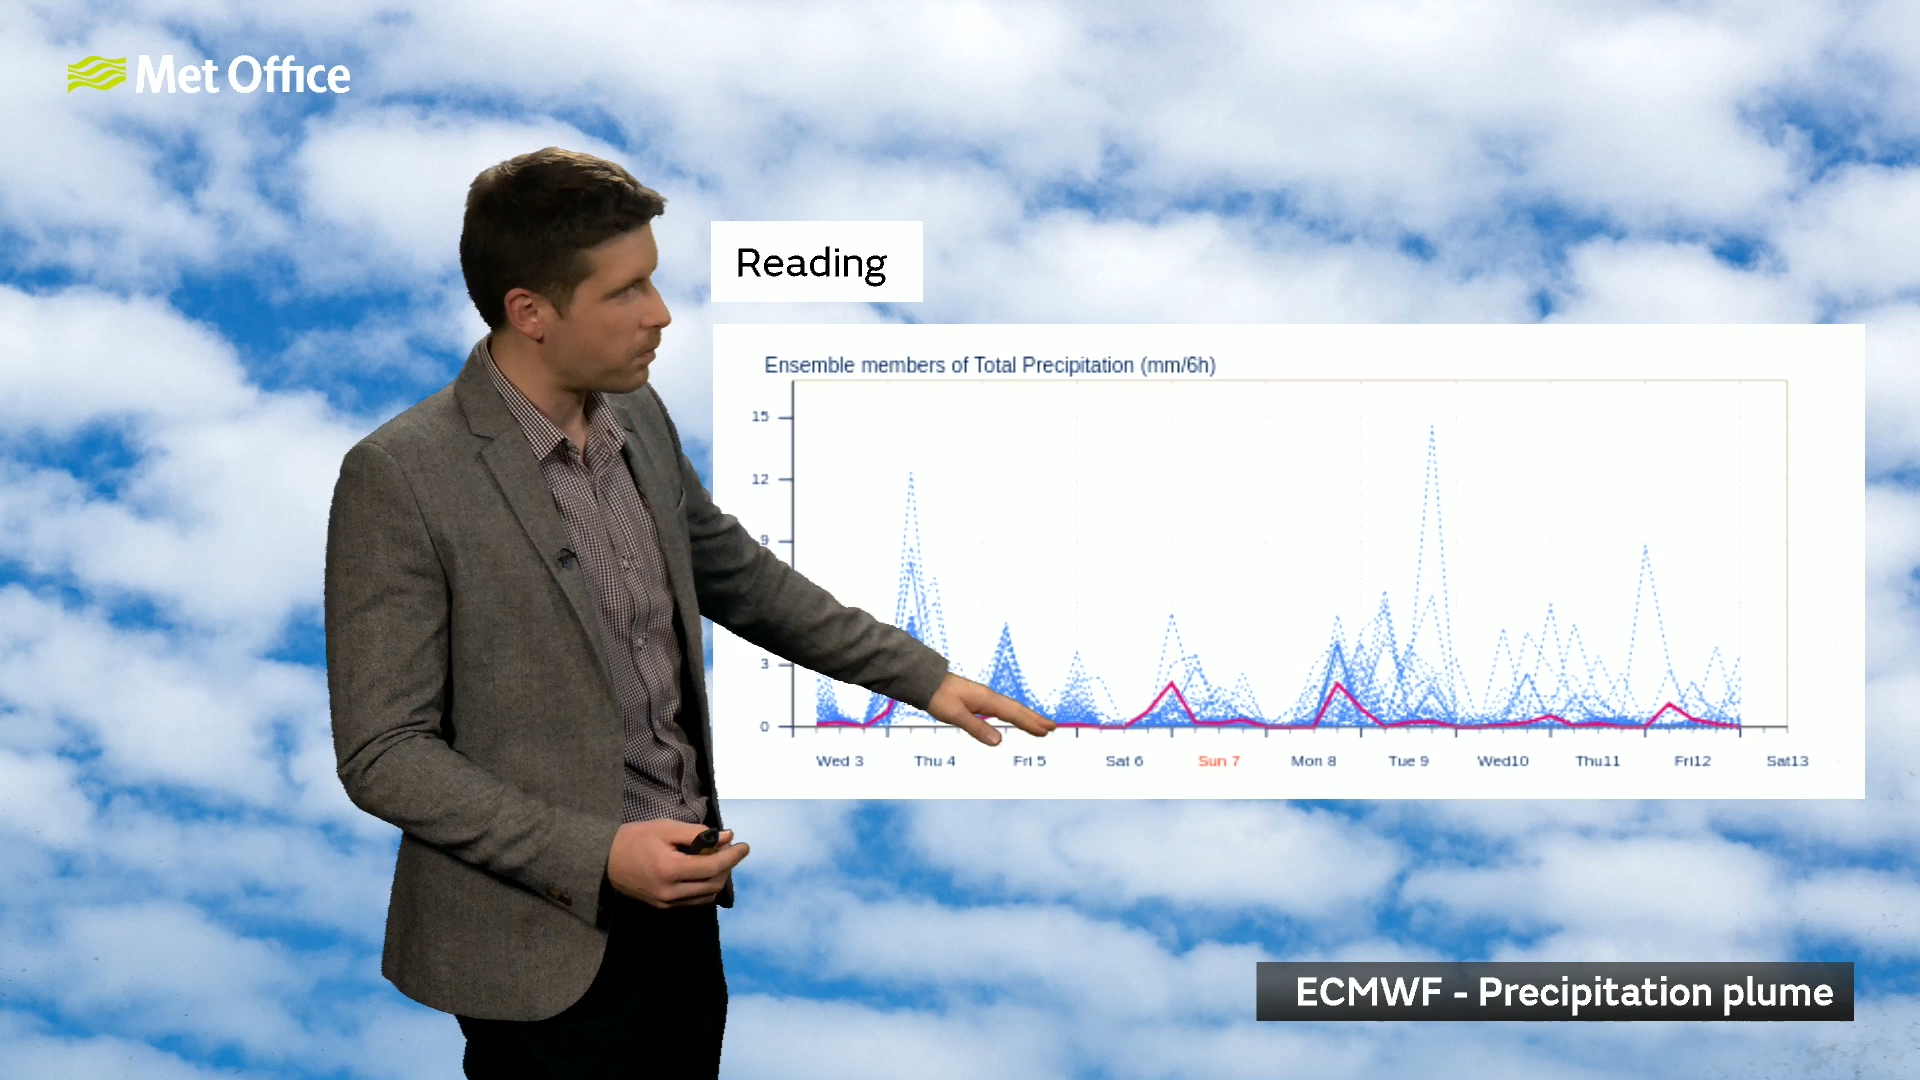 Met Office
Reading
Ensemble members of Total Precipitation (mm/6h)
15
12
9
3
0
Wed 3 Thu 4 Fri 5 Sat 6 Sun 7 Mon 8 Tue 9 Wed10 Thu11 Fri12 Sat13
ECMWF - Precipitation plume